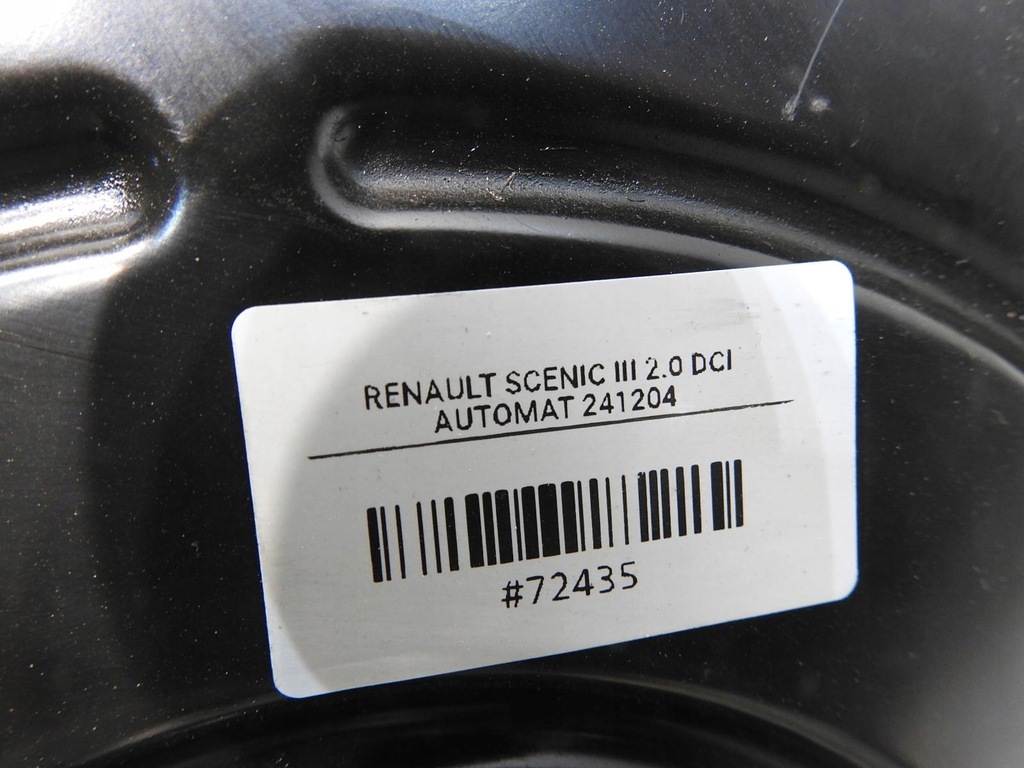 RENAULT SCENIC III 2.0 DCI
AUTOMAT 241204
#72435